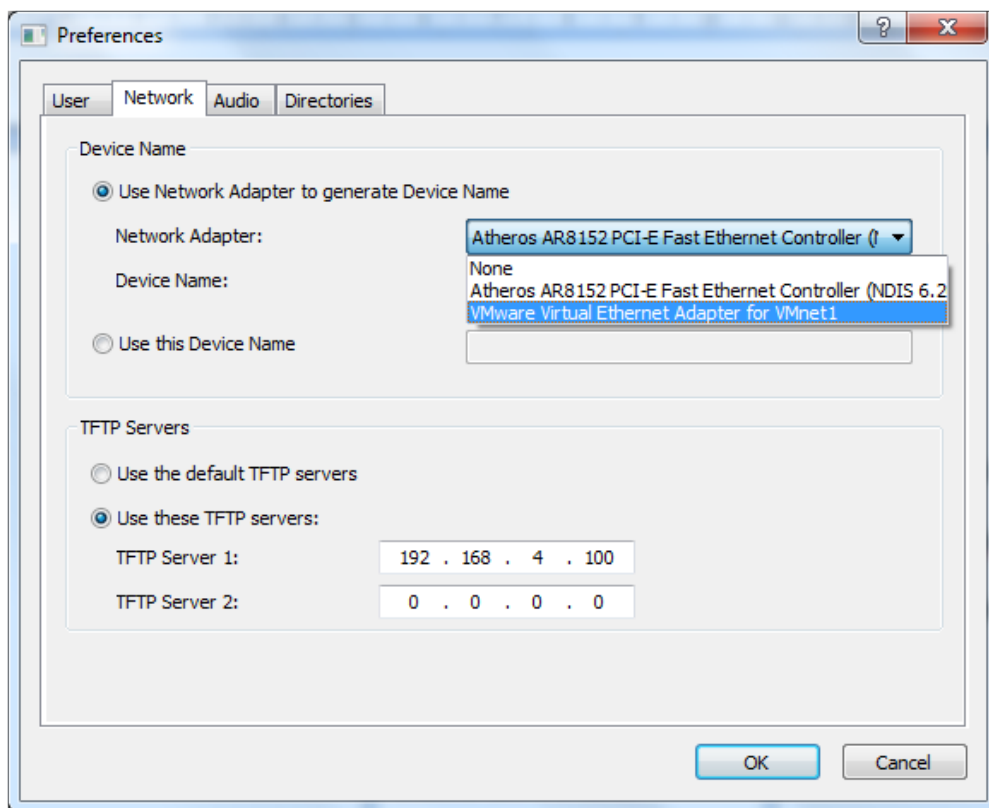 Preferences
User Network Audio Directories
Device Name
Use Network Adapter to generate Device Name
Network Adapter: Atheros AR8152 PCI-E Fast Ethernet Controller (
None
Device Name: Atheros AR8152 PCI-E Fast Ethernet Controller (NDIS 6.2
VMware Virtual Ethernet Adapter for VMnet1
Use this Device Name
TFTP Servers
Use the default TFTP servers
Use these TFTP servers:
TFTP Server 1: 192 . 168 . 4 . 100
TFTP Server 2: 0 . 0 . 0 . 0
OK Cancel